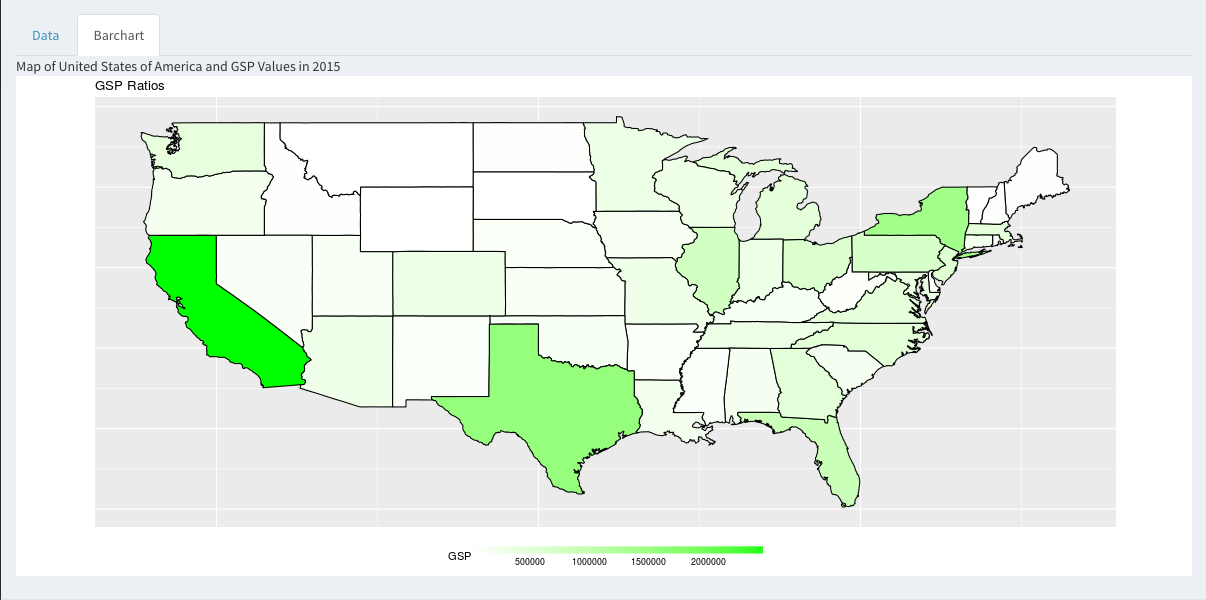 Data
Barchart
Map of United States of America and GSP Values in 2015
GSP Ratios
GSP
500000 1000000 1500000 2000000